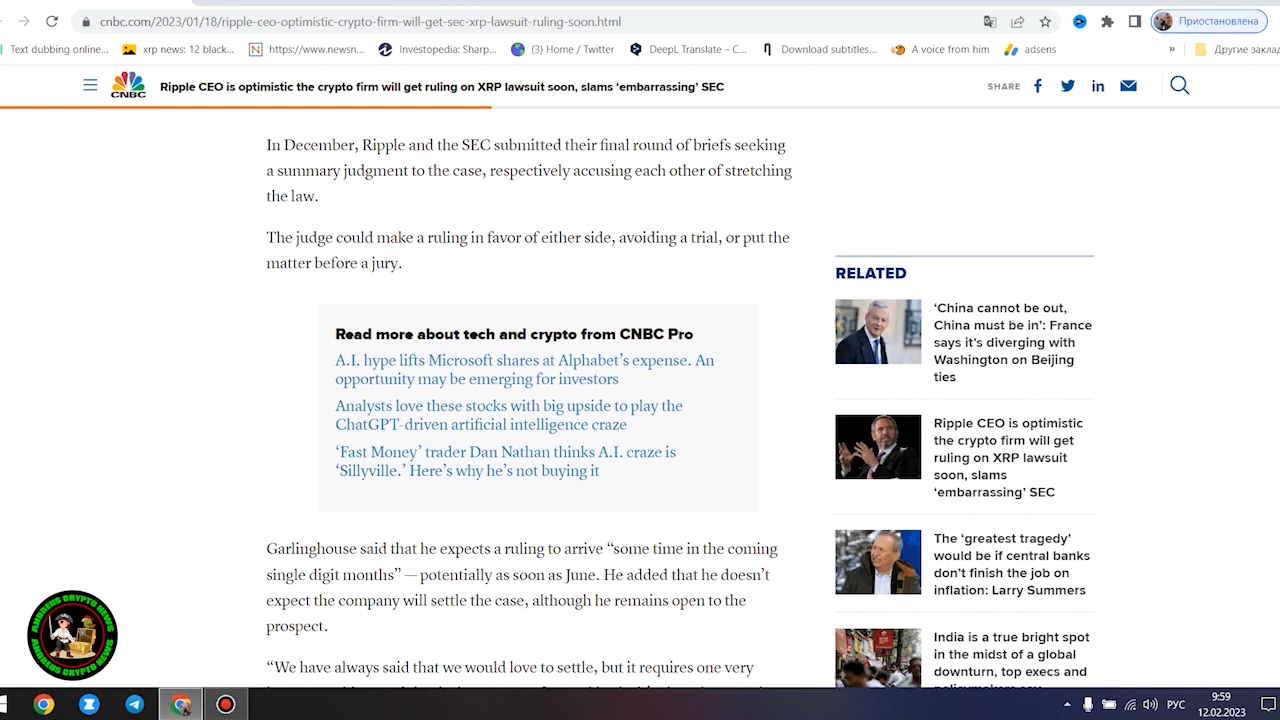 cnbc.com/2023/01/18/ripple-ceo-optimistic-crypto-firm-will-get-sec-xrp-lawsuit-ruling-soon.html
Приостановлена
Text dubbing online...
xrp news: 12 black...
https://www.newsn...
Investopedia: Sharp...
(3) Home / Twitter
DeepL Translate – C...
Download subtitles...
A voice from him
adsens
»
Другие закла
CNBC
Ripple CEO is optimistic the crypto firm will get ruling on XRP lawsuit soon, slams ‘embarrassing’ SEC
SHARE
In December, Ripple and the SEC submitted their final round of briefs seeking
a summary judgment to the case, respectively accusing each other of stretching
the law.
The judge could make a ruling in favor of either side, avoiding a trial, or put the
matter before a jury.
Read more about tech and crypto from CNBC Pro
A.I. hype lifts Microsoft shares at Alphabet’s expense. An
opportunity may be emerging for investors
Analysts love these stocks with big upside to play the
ChatGPT-driven artificial intelligence craze
‘Fast Money’ trader Dan Nathan thinks A.I. craze is
‘Sillyville.’ Here’s why he’s not buying it
Garlinghouse said that he expects a ruling to arrive “some time in the coming
single digit months” — potentially as soon as June. He added that he doesn’t
expect the company will settle the case, although he remains open to the
prospect.
“We have always said that we would love to settle, but it requires one very
RELATED
‘China cannot be out,
China must be in’: France
says it’s diverging with
Washington on Beijing
ties
Ripple CEO is optimistic
the crypto firm will get
ruling on XRP lawsuit
soon, slams
‘embarrassing’ SEC
The ‘greatest tragedy’
would be if central banks
don’t finish the job on
inflation: Larry Summers
India is a true bright spot
in the midst of a global
downturn, top execs and
ANDREUS CRYPTO NEWS
ANDREUS CRYPTO NEWS
РУС
9:59
12.02.2023